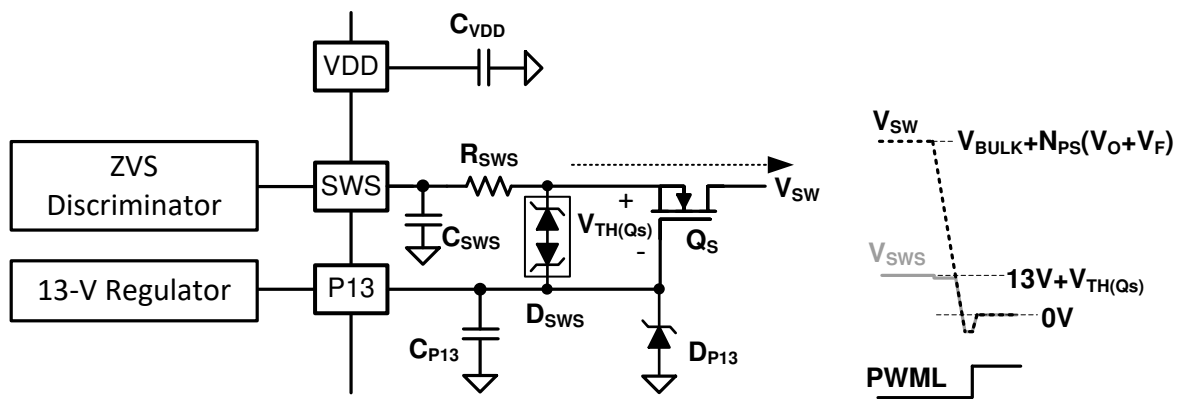 C_VDD
VDD
ZVS
Discriminator
SWS
R_SWS
V_SW
C_SWS
+
V_TH(Qs)
-
Q_S
13-V Regulator
P13
D_SWS
C_P13
D_P13
V_SW
V_BULK+N_PS(V_O+V_F)
V_SWS
13V+V_TH(Qs)
0V
PWML